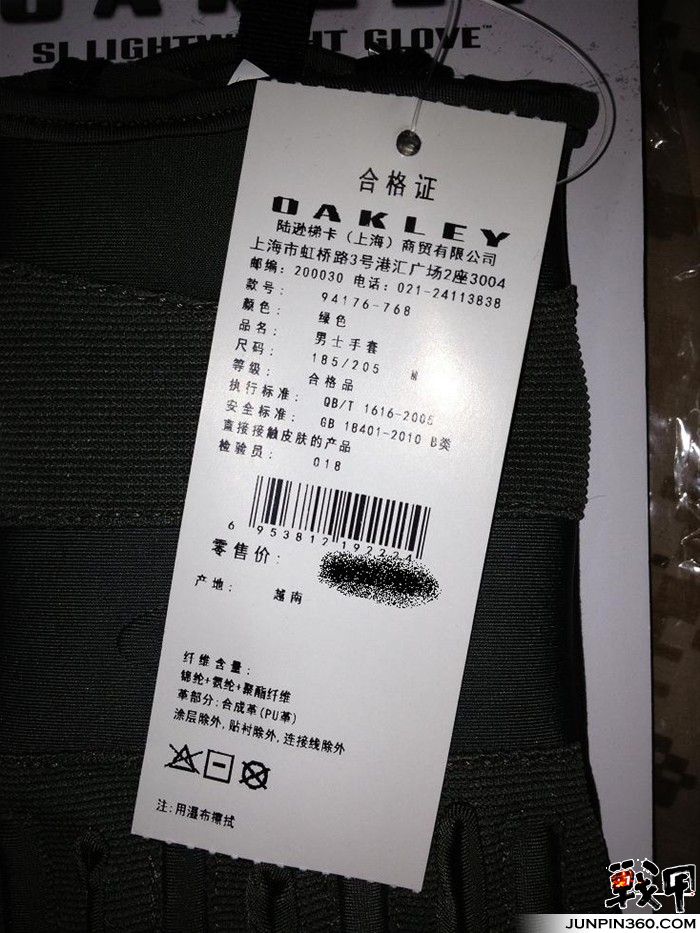 OAKLEY
SI LIGHTWEIGHT GLOVE™
合格证
OAKLEY
陆逊梯卡（上海）商贸有限公司
上海市虹桥路3号港汇广场2座3004
邮编：200030 电话：021-24113838
款号： 94176-768
颜色： 绿色
品名： 男士手套
尺码： 185/205 M
等级： 合格品
执行标准： QB/T 1616-2005
安全标准： GB 18401-2010 B类
直接接触皮肤的产品
检验员： 018
6 953812 192224
零售价：
产地： 越南
纤维含量：
锦纶+氨纶+聚酯纤维
革部分:合成革(PU革)
涂层除外,贴衬除外,连接线除外
注:用湿布擦拭
戰甲
JUNPIN360.COM